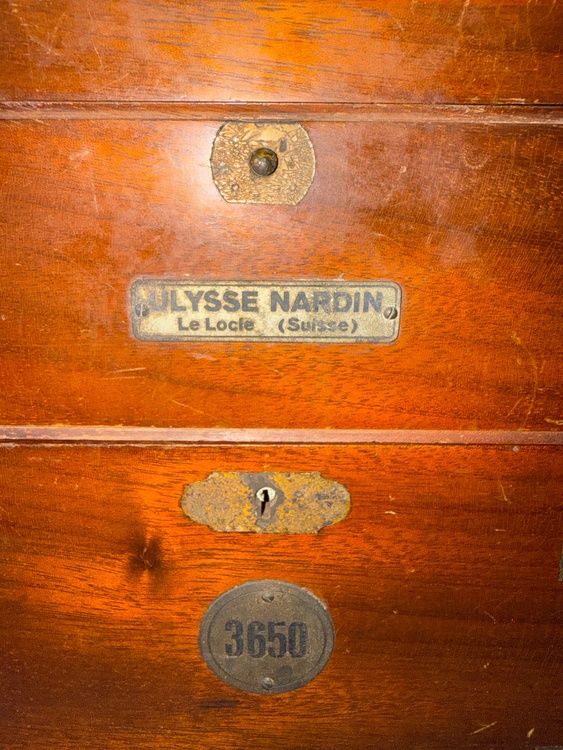 ULYSSE NARDIN
Le Locle (Suisse)
3650